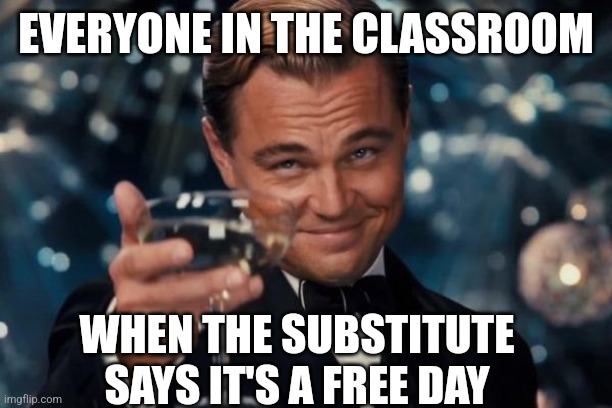 EVERYONE IN THE CLASSROOM
WHEN THE SUBSTITUTE
SAYS IT'S A FREE DAY
imgflip.com